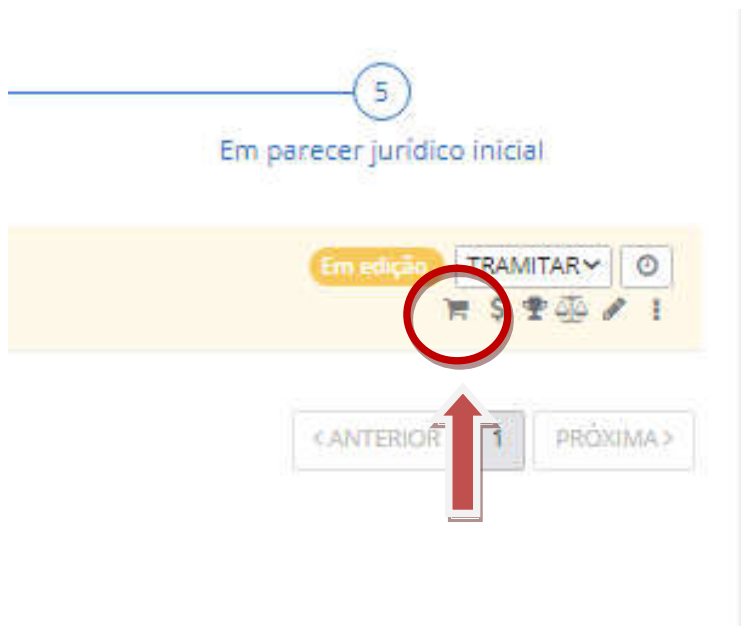 5
Em parecer jurídico inicial
Em edição TRAMITAR
$
< ANTERIOR 1 PRÓXIMA >